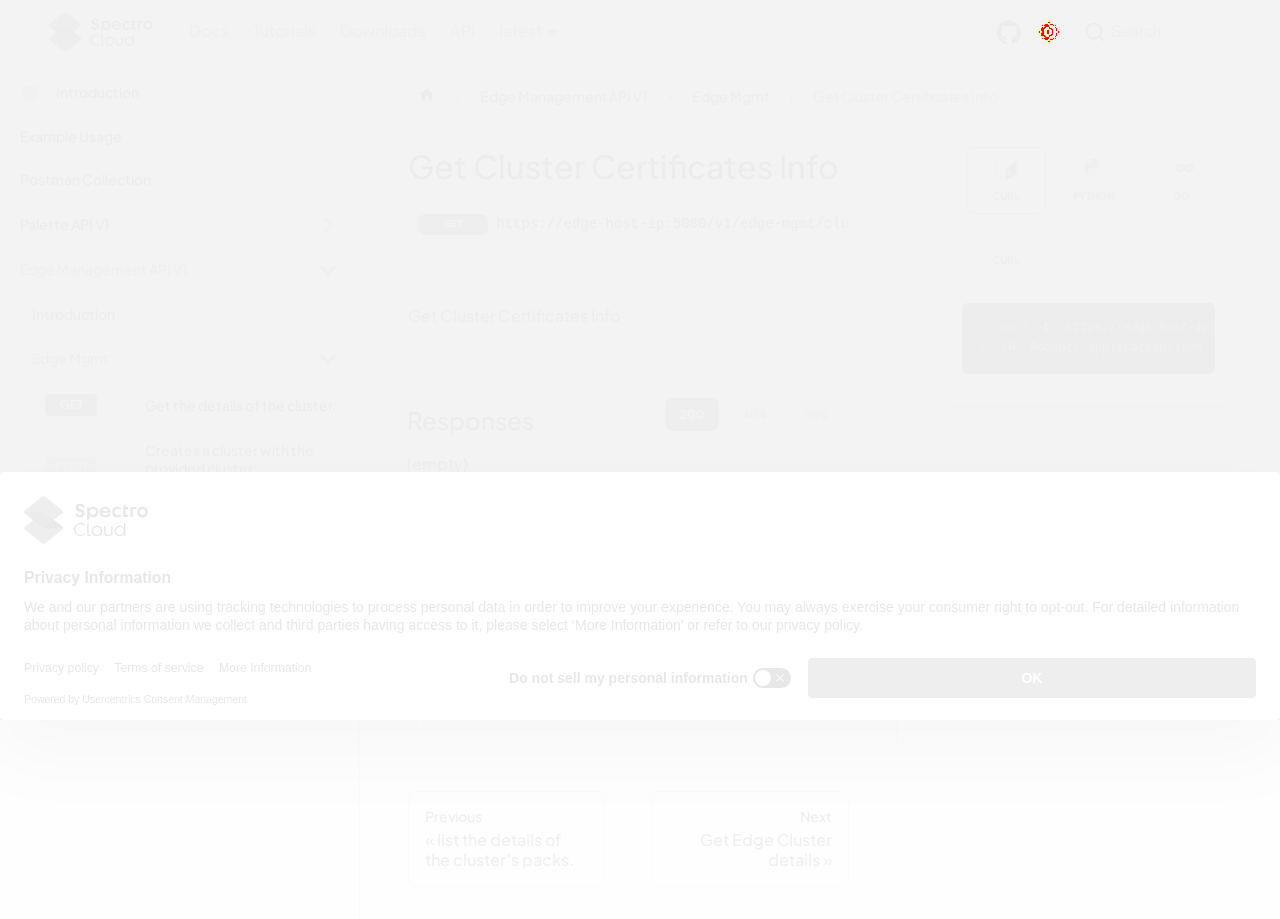 Spectro Cloud
Docs Tutorials Downloads API latest
Search
Introduction
Example Usage
Postman Collection
Palette API V1
Edge Management API V1
Introduction
Edge Mgmt
GET Get the details of the cluster.
Creates a cluster with the
provided cluster
Edge Management API V1 Edge Mgmt Get Cluster Certificates Info
Get Cluster Certificates Info
GET https://edge-host-ip:5080/v1/edge-mgmt/clu
Get Cluster Certificates Info
Responses
200
(empty)
CURL PYTHON GO
CURL
Spectro Cloud
Privacy Information
We and our partners are using tracking technologies to process personal data in order to improve your experience. You may always exercise your consumer right to opt-out. For detailed information
about personal information we collect and third parties having access to it, please select ‘More Information’ or refer to our privacy policy.
Privacy policy Terms of service More Information
Powered by Usercentrics Consent Management
Do not sell my personal information
OK
Previous
« list the details of
the cluster's packs.
Next
Get Edge Cluster
details »